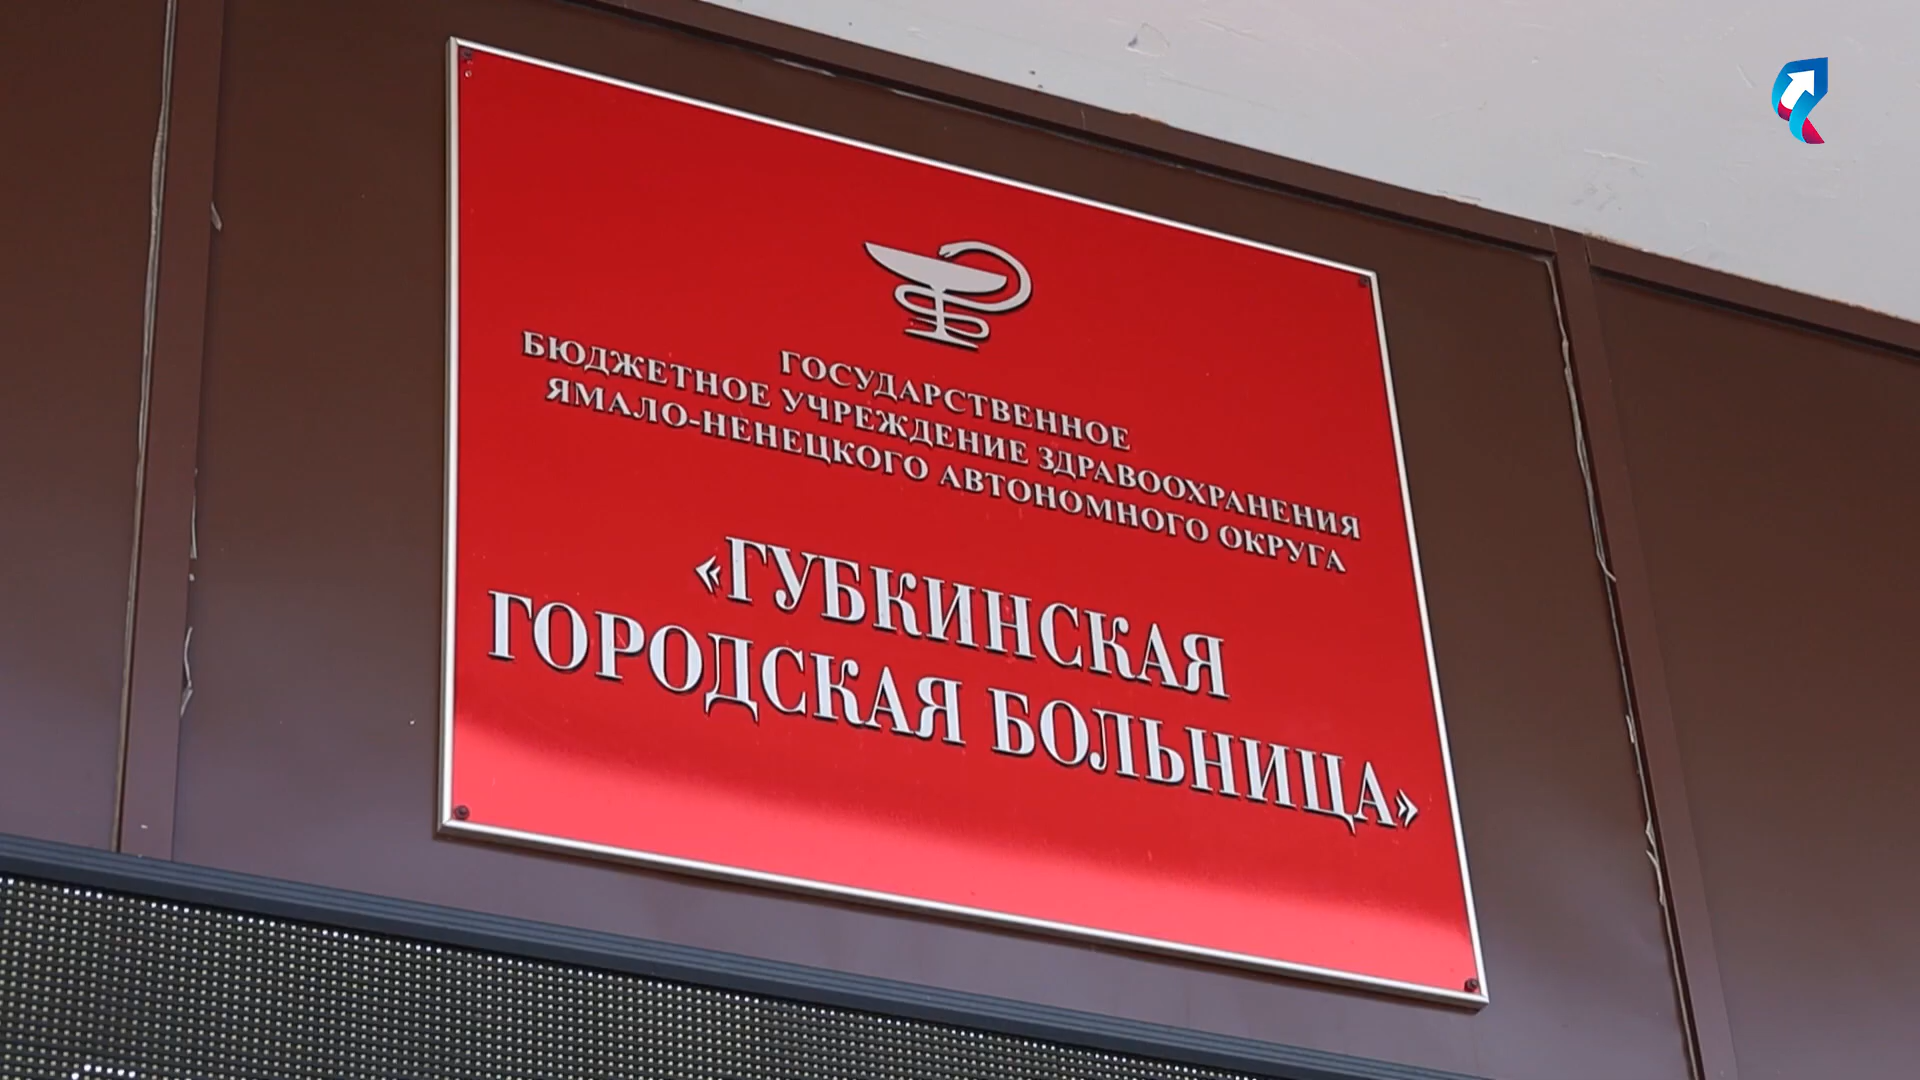 ГОСУДАРСТВЕННОЕ
БЮДЖЕТНОЕ УЧРЕЖДЕНИЕ ЗДРАВООХРАНЕНИЯ
ЯМАЛО-НЕНЕЦКОГО АВТОНОМНОГО ОКРУГА
«ГУБКИНСКАЯ
ГОРОДСКАЯ БОЛЬНИЦА»